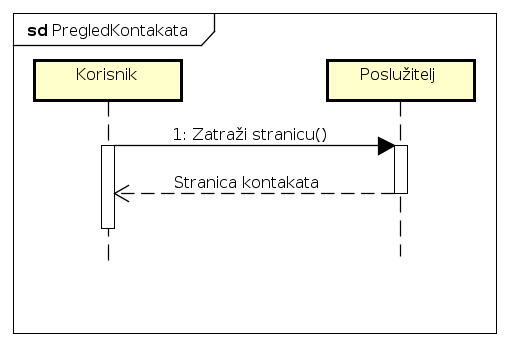 sd PregledKontakata
Korisnik
Poslužitelj
1: Zatraži stranicu()
Stranica kontakata